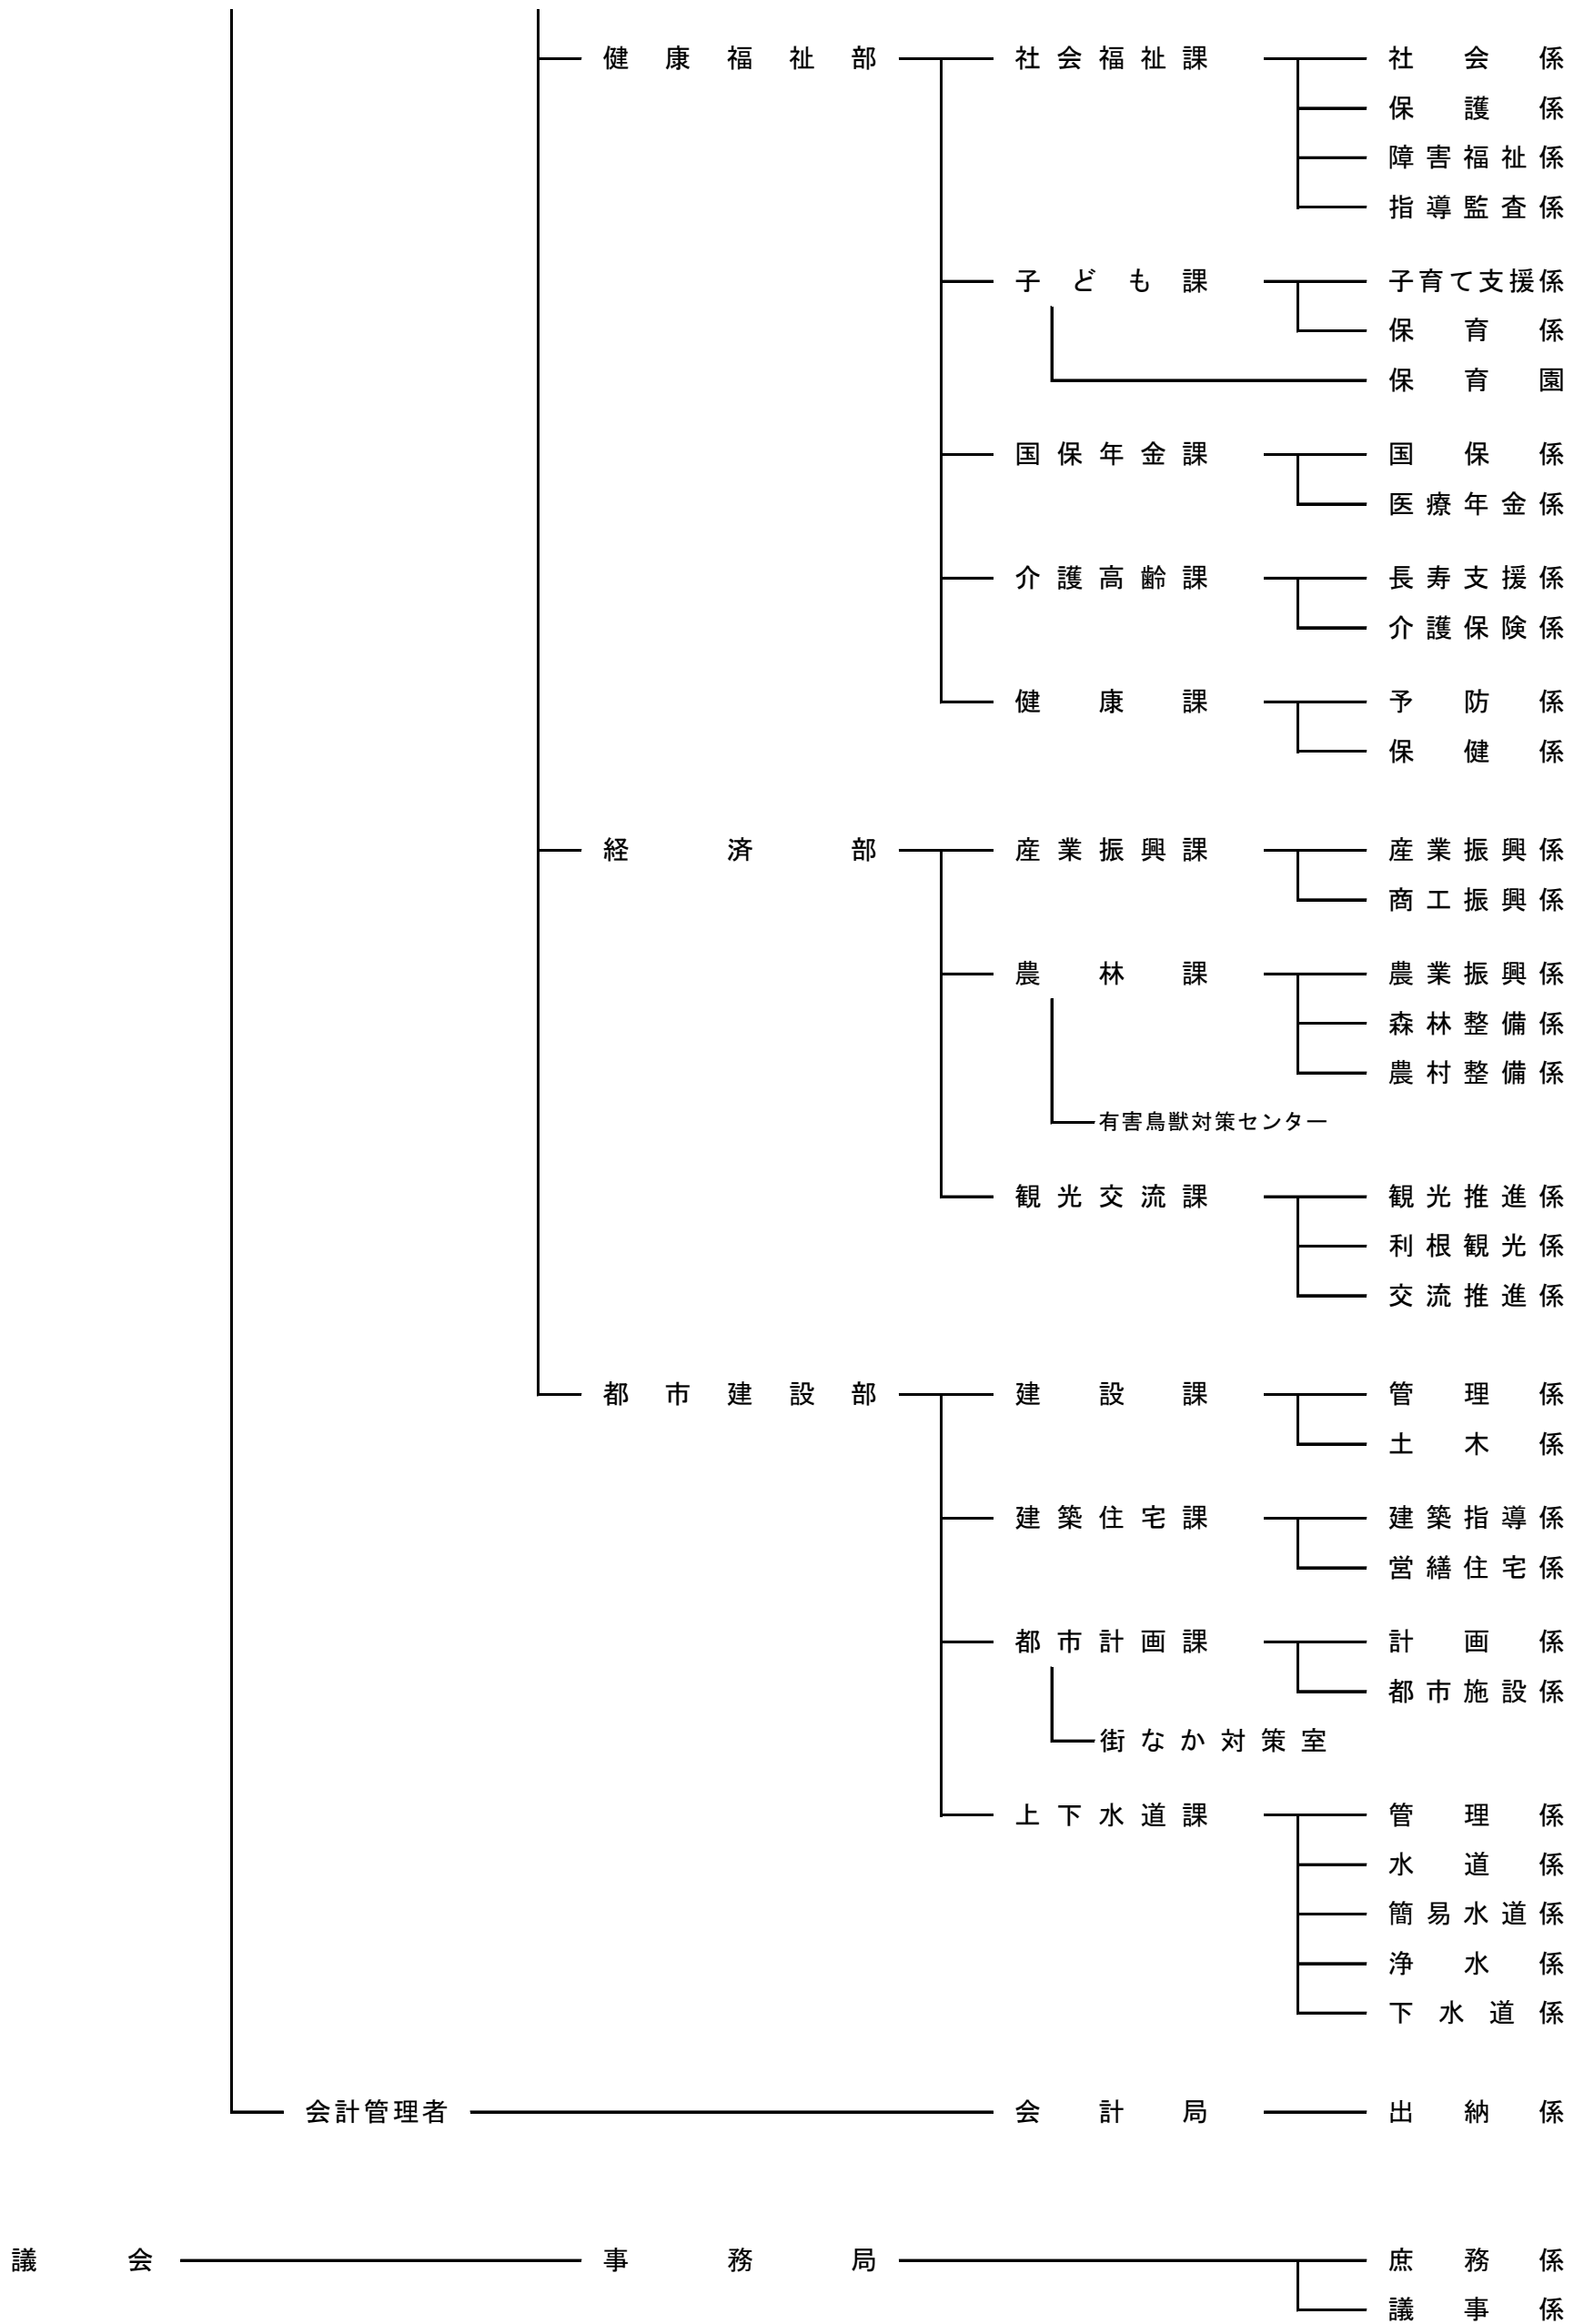 健康福祉部 社会福祉課 社会係
保護係
障害福祉係
指導監査係
子ども課 子育て支援係
保育係
保育園
国保年金課 国保係
医療年金係
介護高齢課 長寿支援係
介護保険係
健康課 予防係
保健係
経済部 産業振興課 産業振興係
商工振興係
農林課 農業振興係
森林整備係
農村整備係
有害鳥獣対策センター
観光交流課 観光推進係
利根観光係
交流推進係
都市建設部 建設課 管理係
土木係
建築住宅課 建築指導係
営繕住宅係
都市計画課 計画係
都市施設係
街なか対策室
上下水道課 管理係
水道係
簡易水道係
浄水係
下水道係
会計管理者 会計局 出納係
議会 事務局 庶務係
議事係